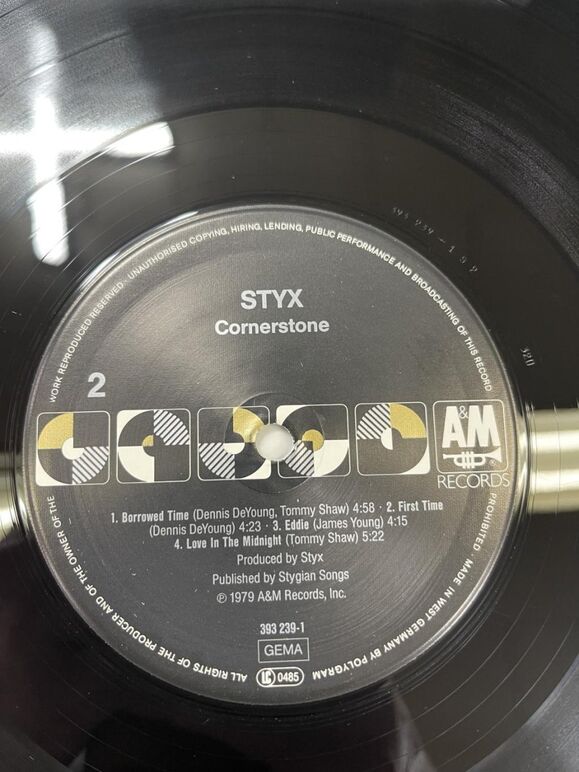 WORK REPRODUCED RESERVED · UNAUTHORISED COPYING, HIRING, LENDING, PUBLIC PERFORMANCE AND BROADCASTING OF THIS RECORD
PROHIBITED · MADE IN WEST GERMANY BY POLYGRAM
ALL RIGHTS OF THE PRODUCER AND OF THE OWNER OF THE
STYX
Cornerstone
2
A&M
RECORDS
1. Borrowed Time (Dennis DeYoung, Tommy Shaw) 4:58 · 2. First Time
(Dennis DeYoung) 4:23 · 3. Eddie (James Young) 4:15
4. Love In The Midnight (Tommy Shaw) 5:22
Produced by Styx
Published by Stygian Songs
℗ 1979 A&M Records, Inc.
393 239-1
GEMA
LC 0485
320